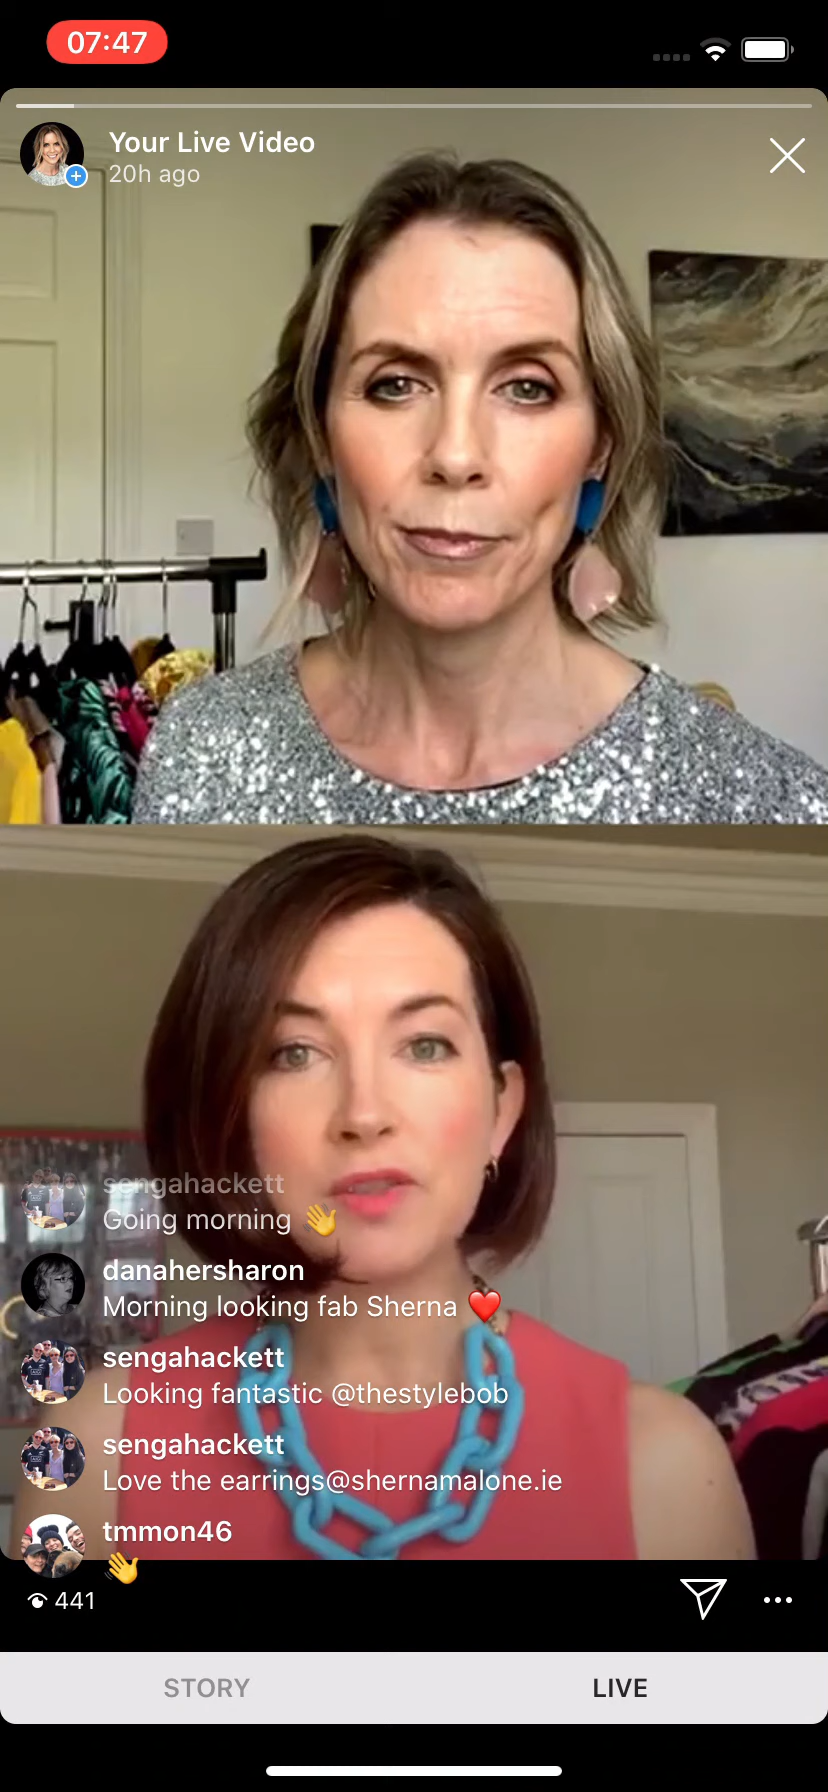 07:47
Your Live Video
20h ago
sengahackett
Going morning 👋
danahersharon
Morning looking fab Sherna ❤️
sengahackett
Looking fantastic @thestylebob
sengahackett
Love the earrings@shernamalone.ie
tmmon46
👋
441
STORY
LIVE